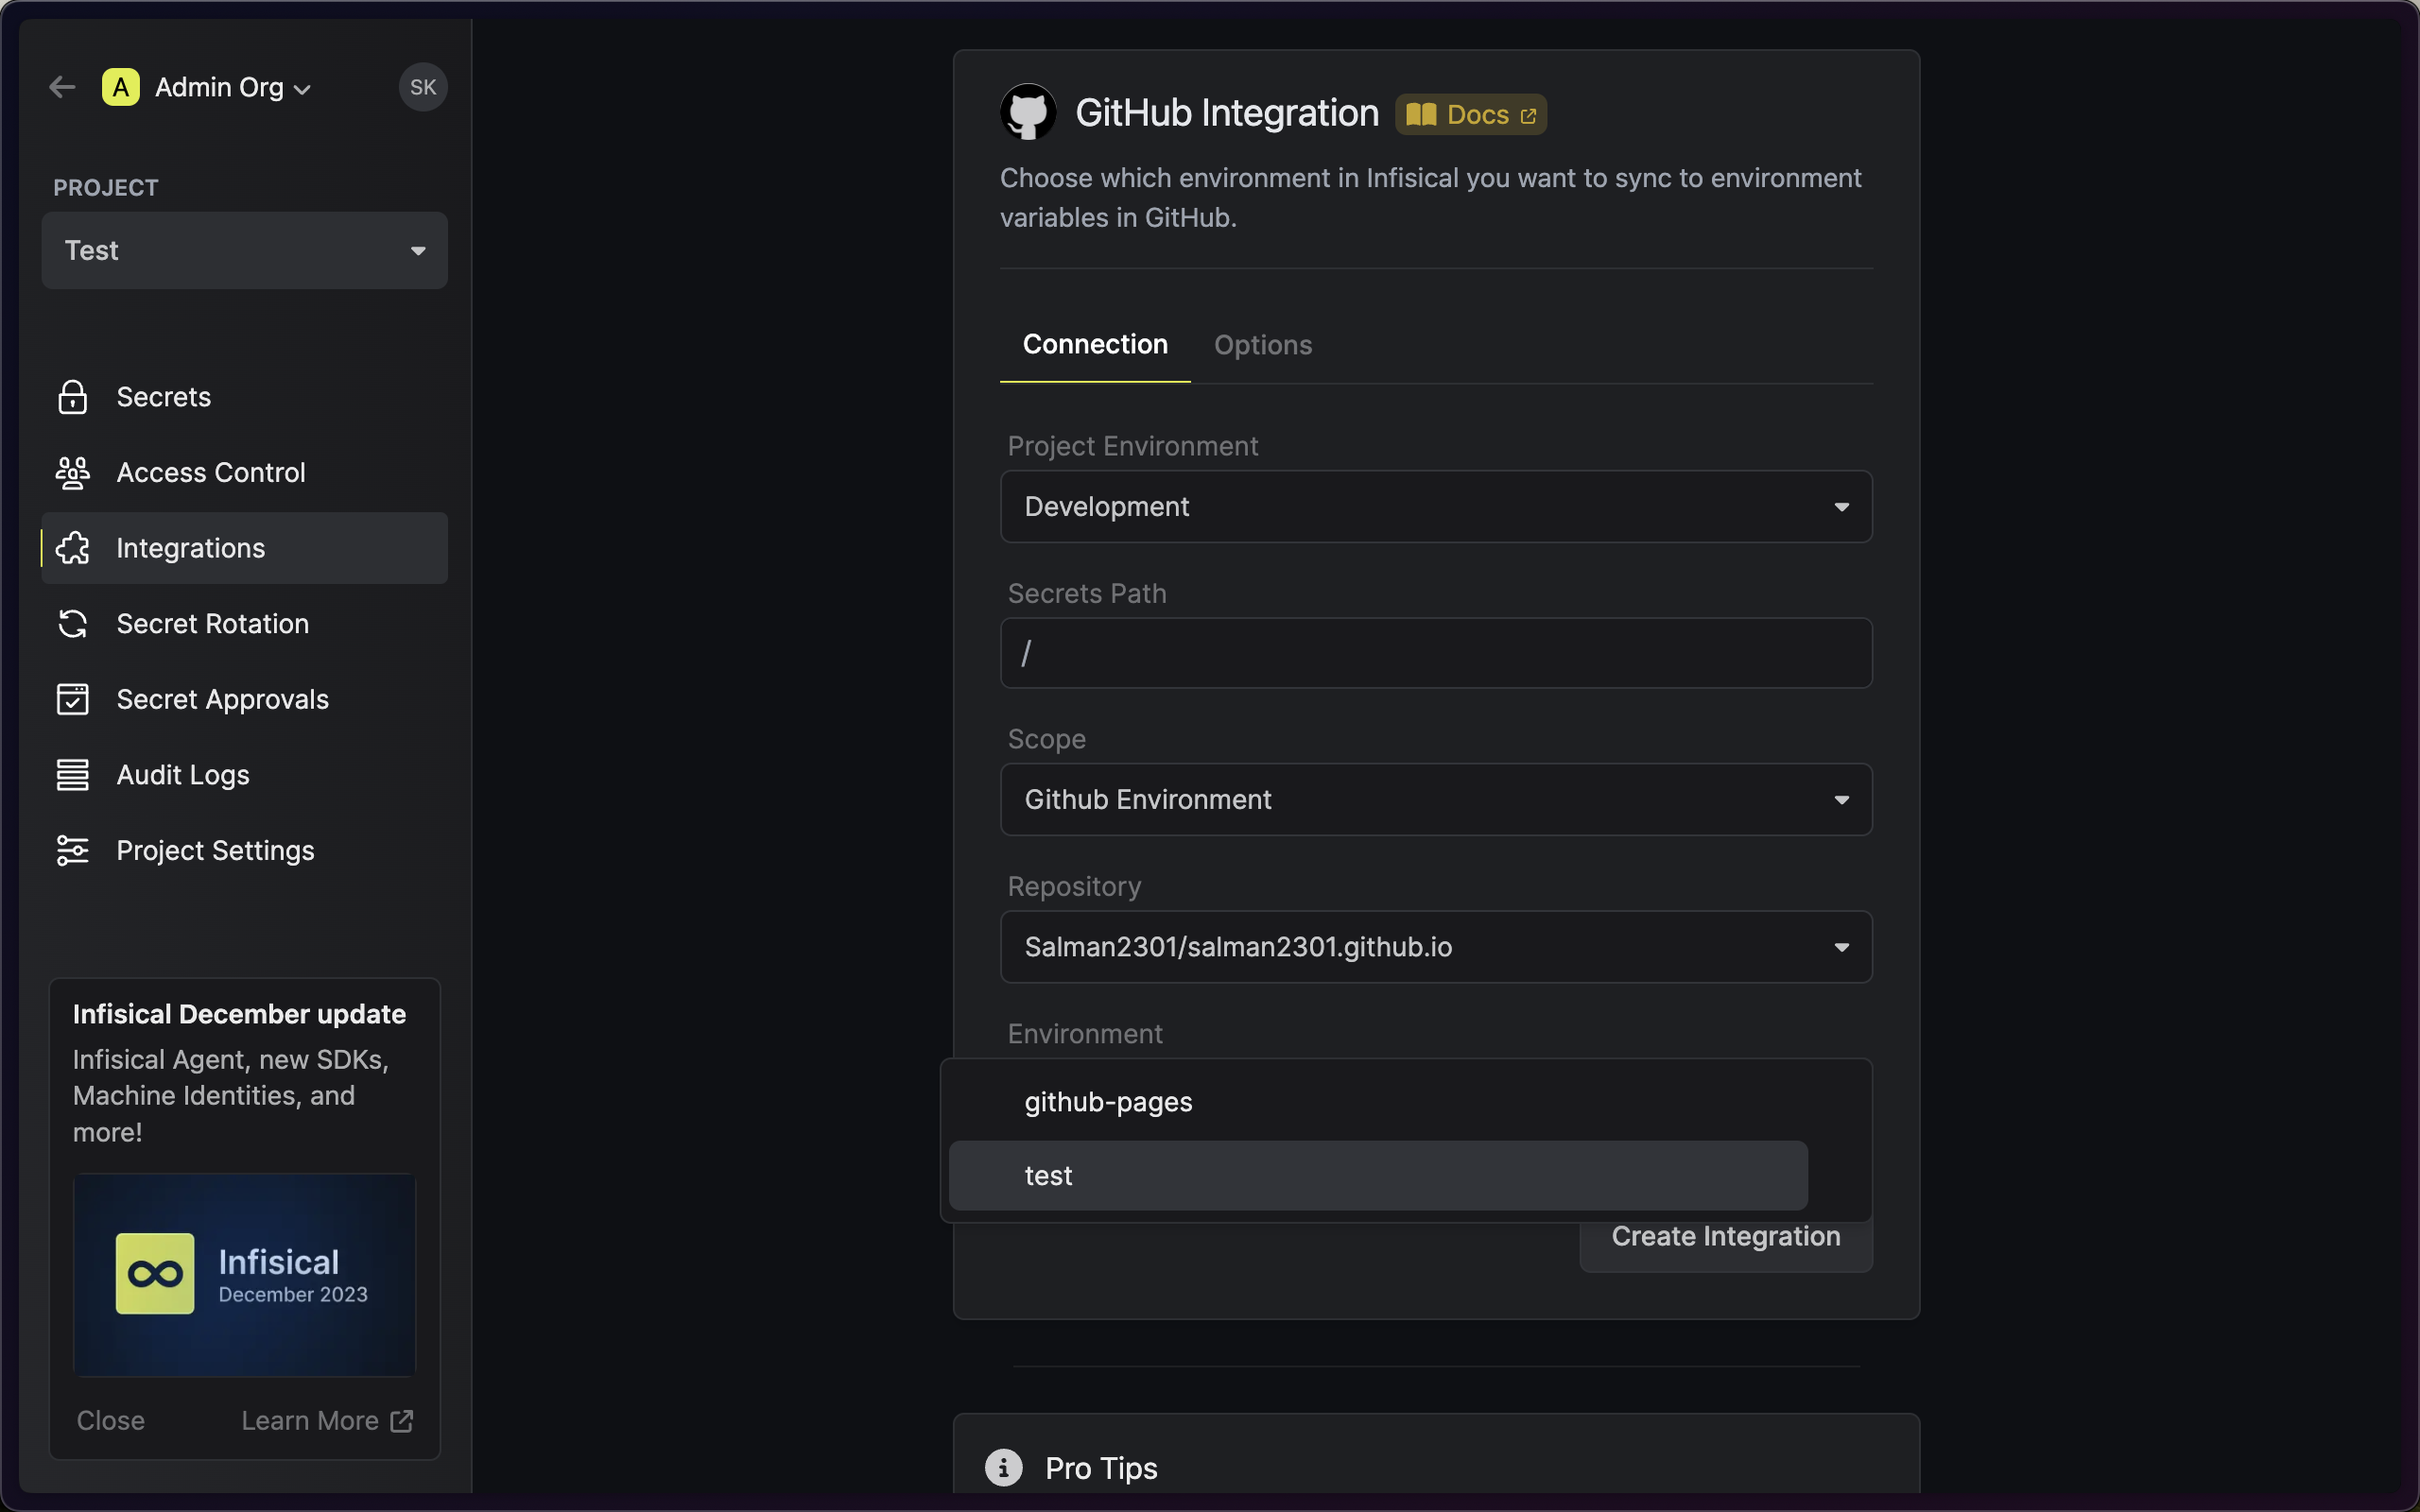 A Admin Org
SK
PROJECT
Test
Secrets
Access Control
Integrations
Secret Rotation
Secret Approvals
Audit Logs
Project Settings
Infisical December update
Infisical Agent, new SDKs,
Machine Identities, and
more!
Infisical
December 2023
Close
Learn More
GitHub Integration
Docs
Choose which environment in Infisical you want to sync to environment
variables in GitHub.
Connection
Options
Project Environment
Development
Secrets Path
/
Scope
Github Environment
Repository
Salman2301/salman2301.github.io
Environment
github-pages
test
Create Integration
Pro Tips